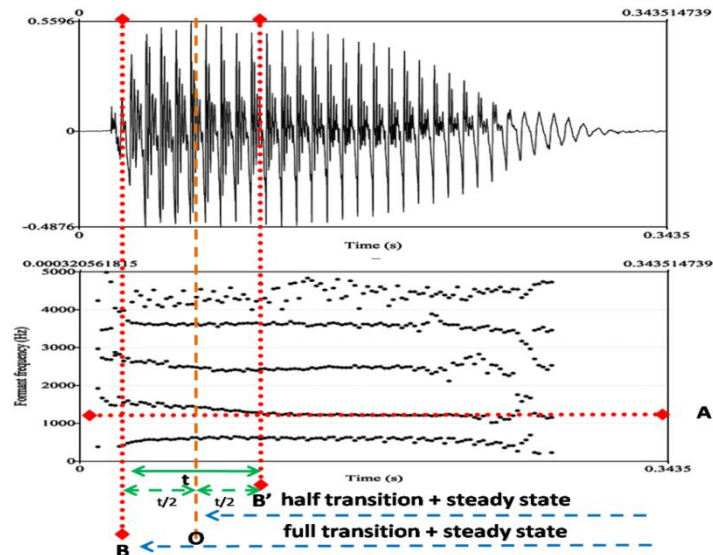 0 0.343514739
0.5596
0
-0.4876
0 0.3435
Time (s)
0.000320561815 0.343514739
5000
4000
3000
2000
1000
0
Formant frequency (Hz)
A
0 0.3435
Time (s)
t
t/2 t/2
B' half transition + steady state
O full transition + steady state
B